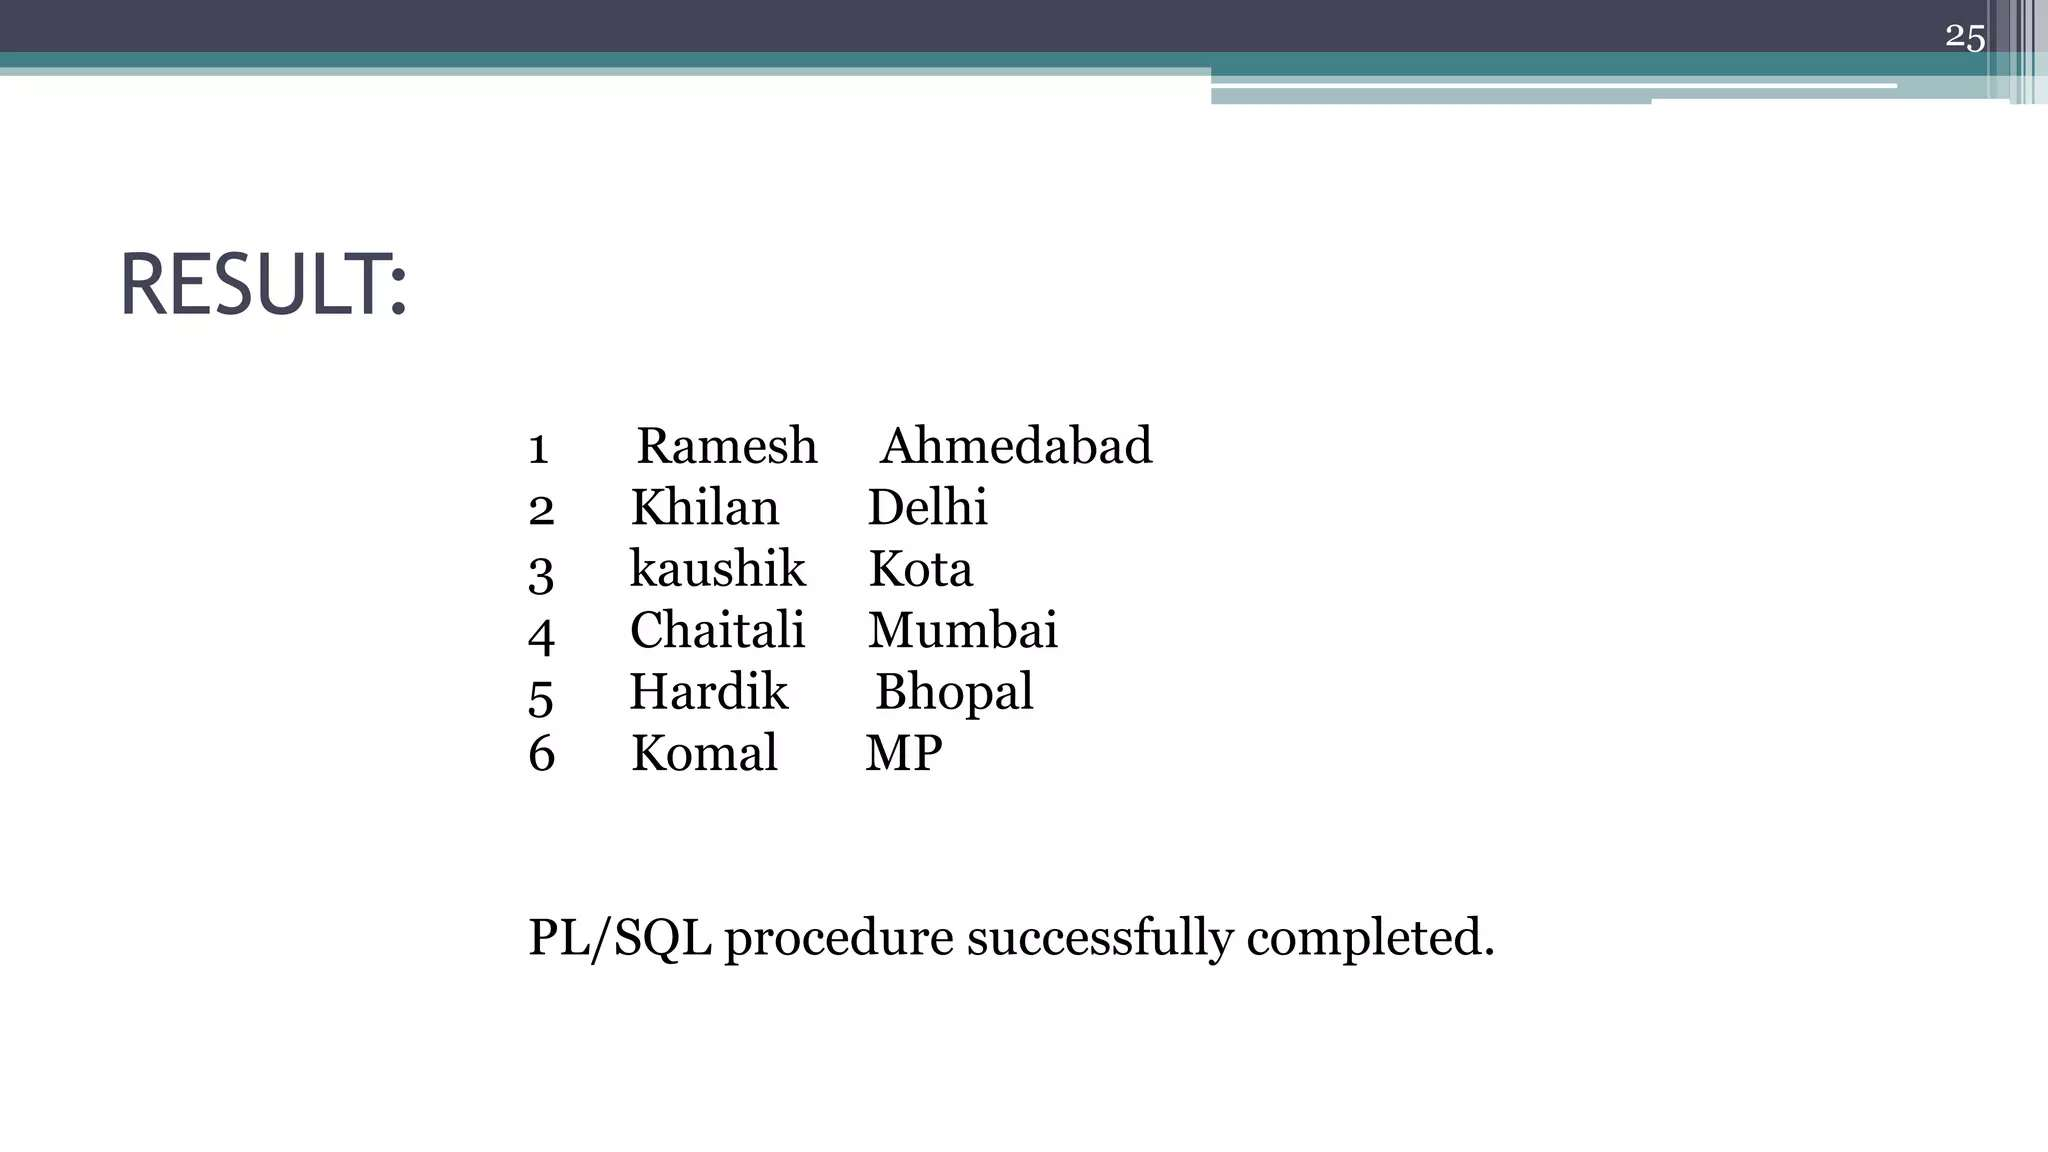 25
RESULT:
1 Ramesh Ahmedabad
2 Khilan Delhi
3 kaushik Kota
4 Chaitali Mumbai
5 Hardik Bhopal
6 Komal MP
PL/SQL procedure successfully completed.